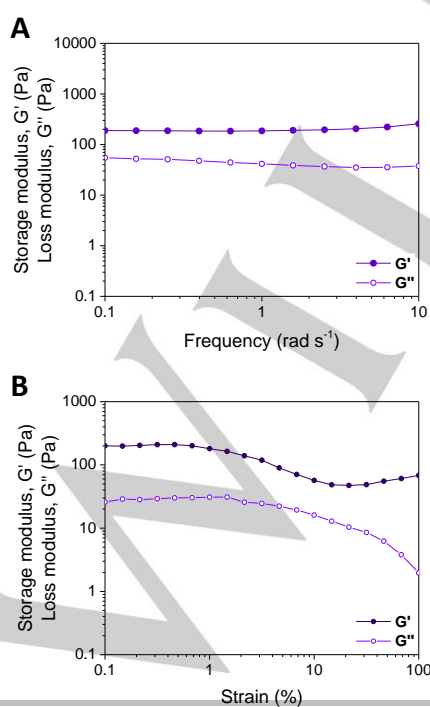 A
10000
1000
100
10
1
0.1
0.1
1
10
Storage modulus, G' (Pa)
Loss modulus, G'' (Pa)
Frequency (rad s⁻¹)
G'
G''
B
1000
100
10
1
0.1
0.1
1
10
100
Storage modulus, G' (Pa)
Loss modulus, G'' (Pa)
Strain (%)
G'
G''